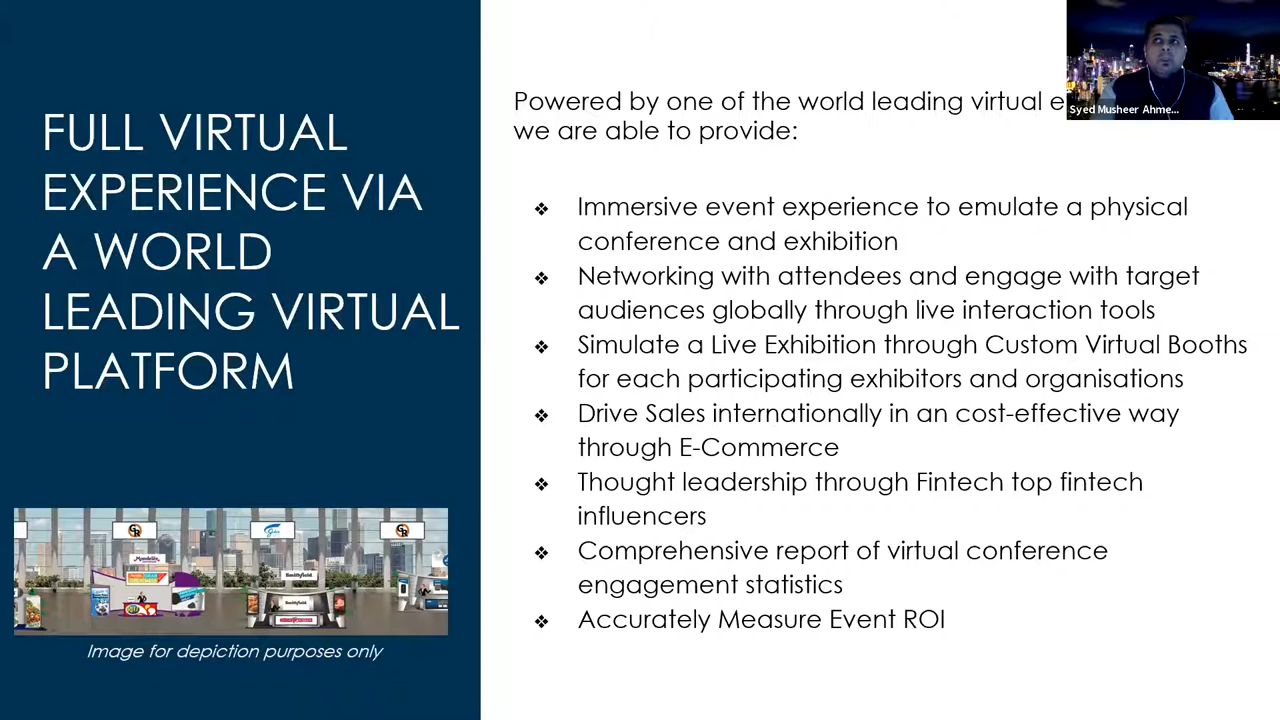 FULL VIRTUAL
EXPERIENCE VIA
A WORLD
LEADING VIRTUAL
PLATFORM
Mondelēz
Smithfield
Smithfield
Image for depiction purposes only
Powered by one of the world leading virtual e
we are able to provide:
❖ Immersive event experience to emulate a physical
conference and exhibition
❖ Networking with attendees and engage with target
audiences globally through live interaction tools
❖ Simulate a Live Exhibition through Custom Virtual Booths
for each participating exhibitors and organisations
❖ Drive Sales internationally in an cost-effective way
through E-Commerce
❖ Thought leadership through Fintech top fintech
influencers
❖ Comprehensive report of virtual conference
engagement statistics
❖ Accurately Measure Event ROI
Syed Musheer Ahme...